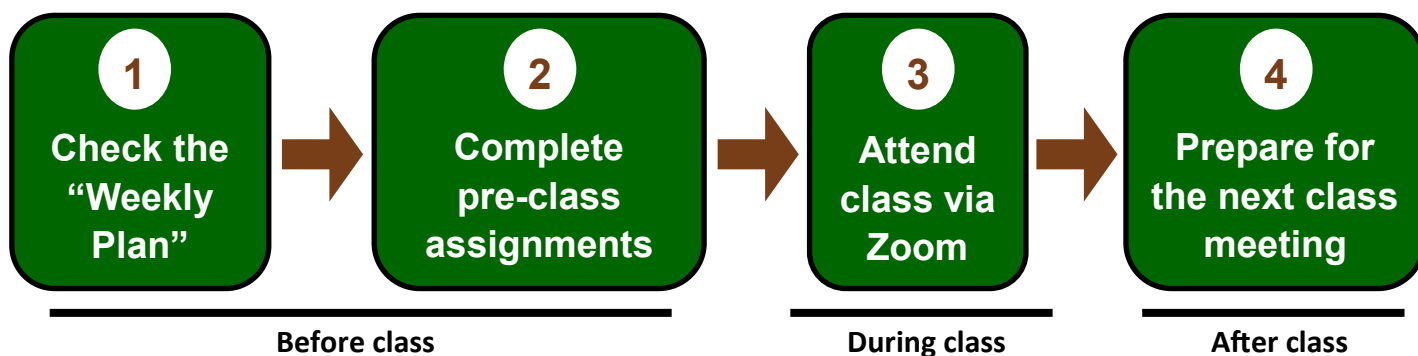 1
Check the
“Weekly
Plan”
2
Complete
pre-class
assignments
3
Attend
class via
Zoom
4
Prepare for
the next class
meeting
Before class
During class
After class